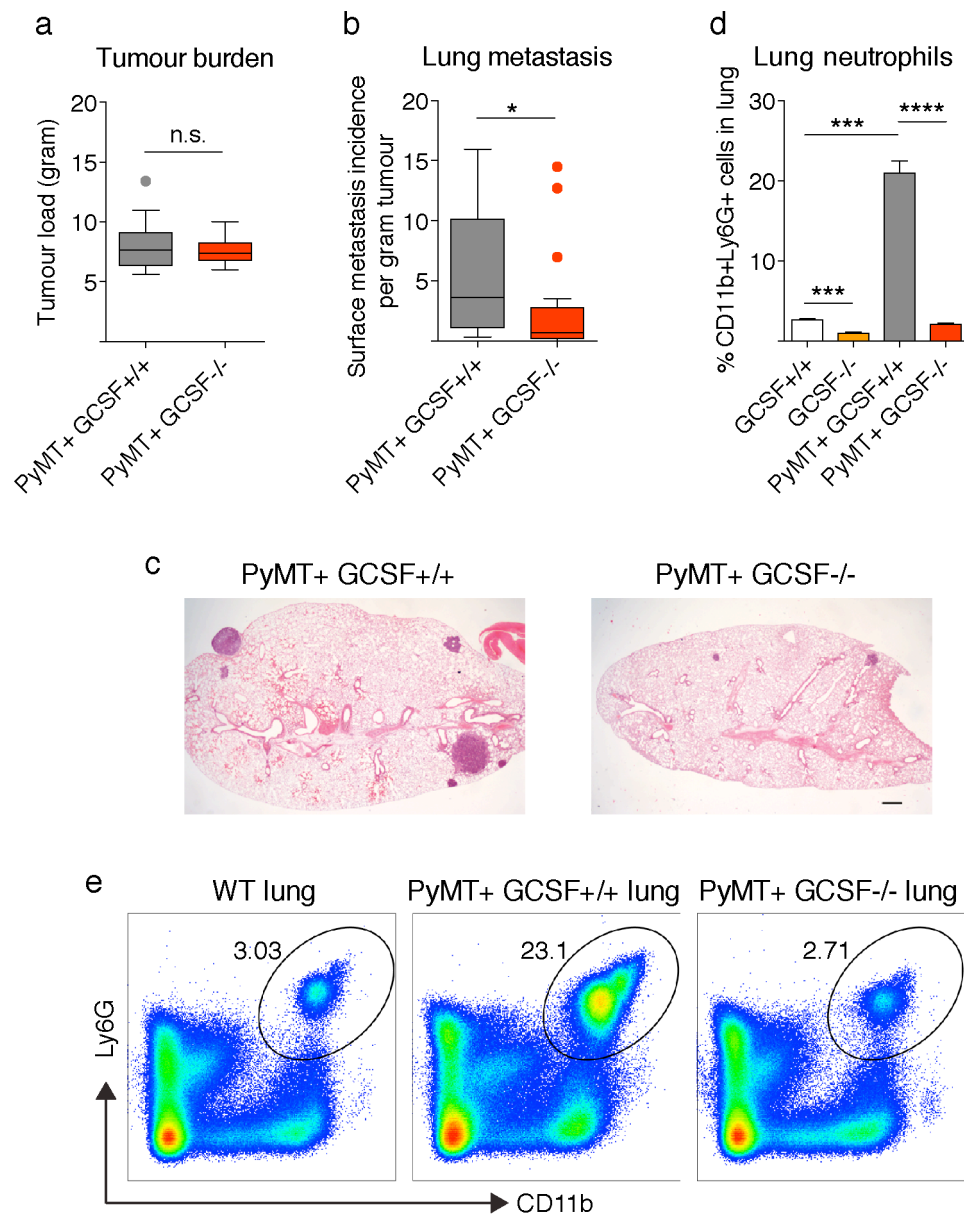 a
Tumour burden
Tumour load (gram)
20
15
10
5
n.s.
PyMT+ GCSF+/+
PyMT+ GCSF-/-
b
Lung metastasis
Surface metastasis incidence
per gram tumour
20
15
10
5
*
PyMT+ GCSF+/+
PyMT+ GCSF-/-
d
Lung neutrophils
% CD11b+Ly6G+ cells in lung
30
20
10
***
***
****
GCSF+/+
GCSF-/-
PyMT+ GCSF+/+
PyMT+ GCSF-/-
c
PyMT+ GCSF+/+
PyMT+ GCSF-/-
e
WT lung
PyMT+ GCSF+/+ lung
PyMT+ GCSF-/- lung
3.03
23.1
2.71
Ly6G
CD11b